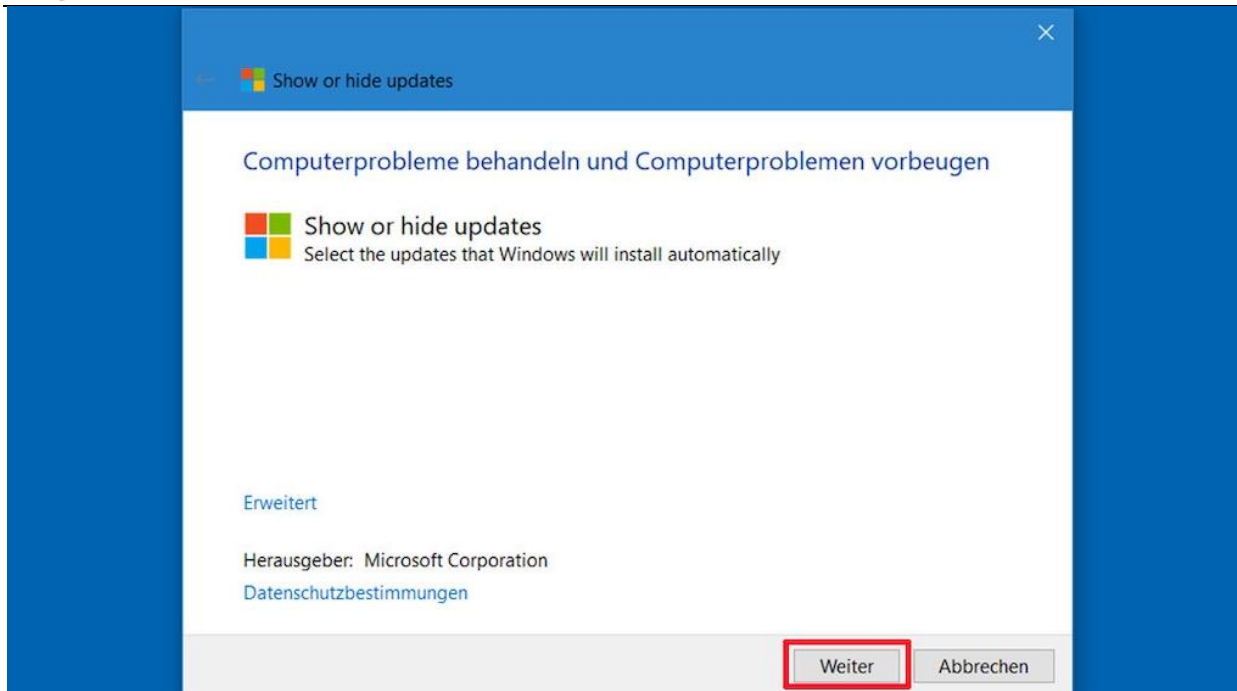 Show or hide updates
Computerprobleme behandeln und Computerproblemen vorbeugen
Show or hide updates
Select the updates that Windows will install automatically
Erweitert
Herausgeber: Microsoft Corporation
Datenschutzbestimmungen
Weiter Abbrechen